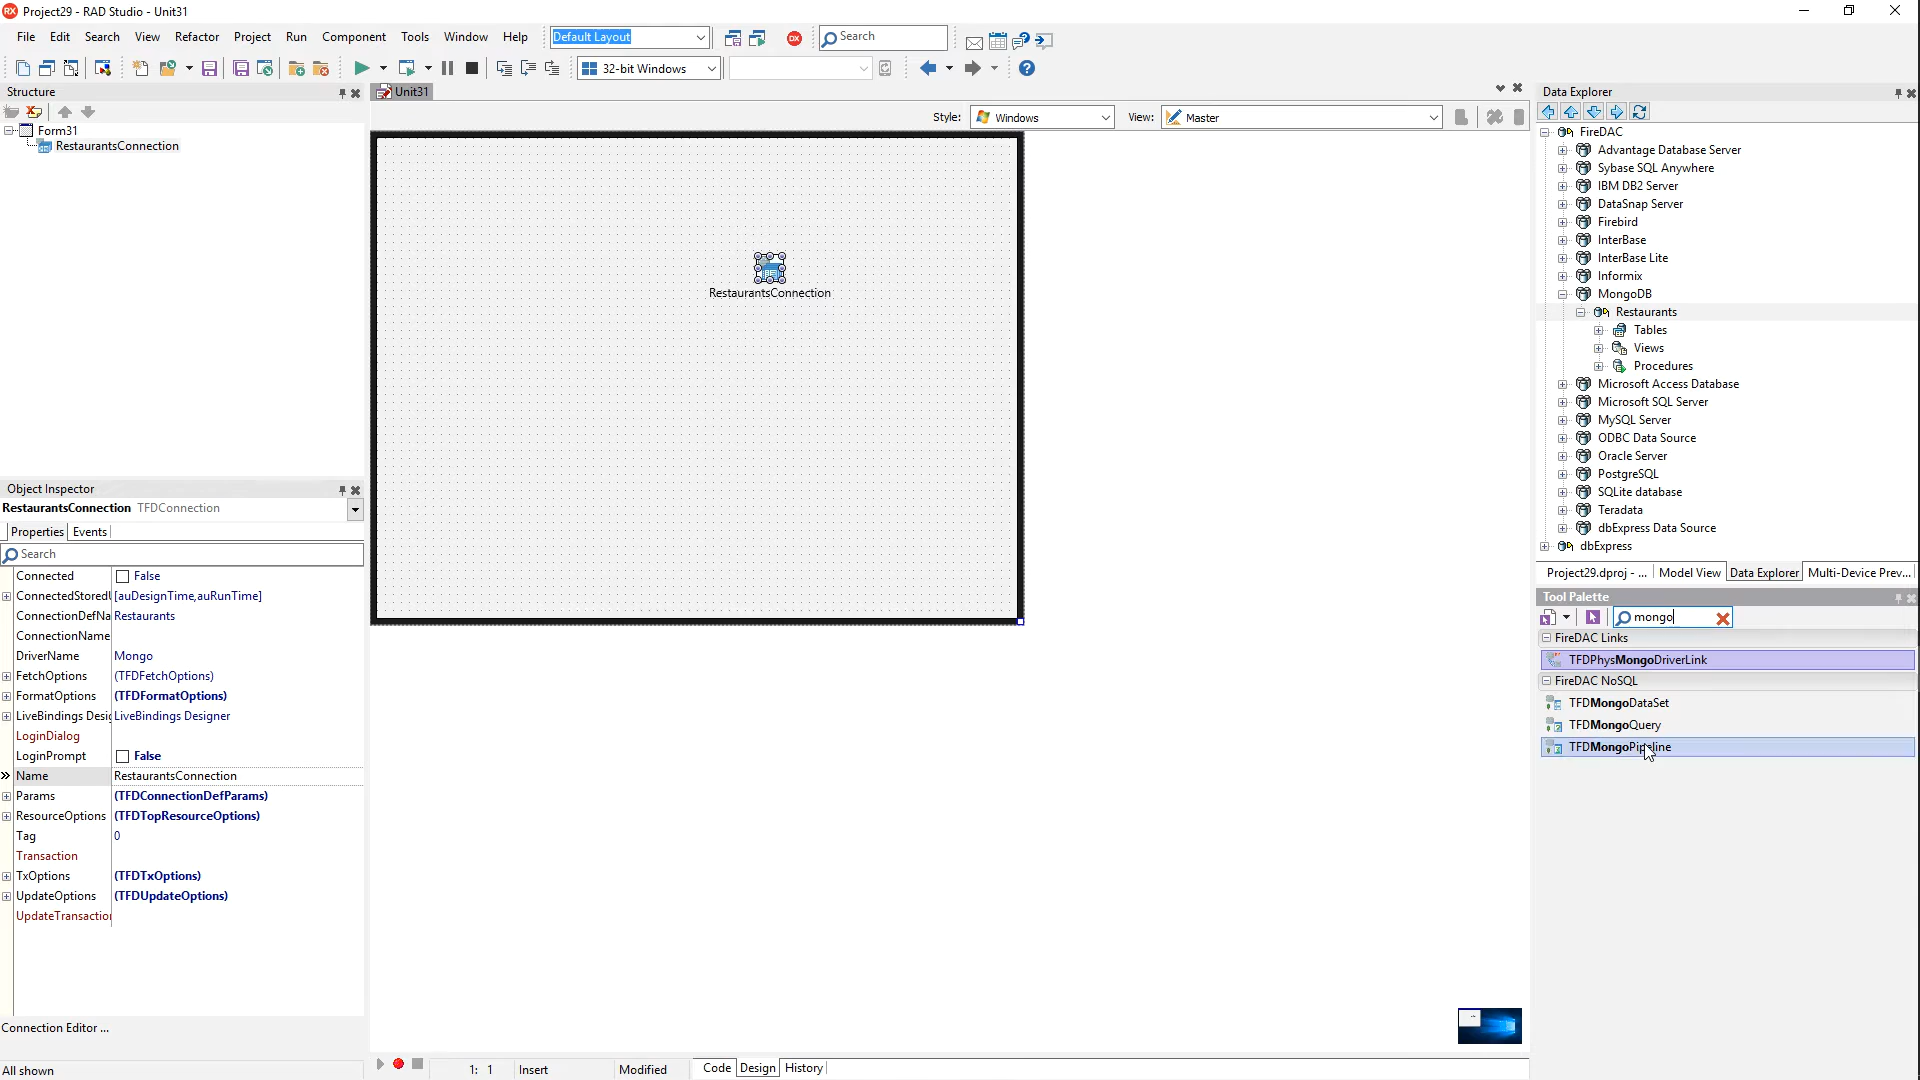 Project29 - RAD Studio - Unit31
File Edit Search View Refactor Project Run Component Tools Window Help
Default Layout
Search
32-bit Windows
Structure
Form31
RestaurantsConnection
Unit31
Style: Windows View: Master
RestaurantsConnection
Object Inspector
RestaurantsConnection TFDConnection
Properties Events
Search
Connected False
ConnectedStoredU [auDesignTime,auRunTime]
ConnectionDefNa Restaurants
ConnectionName
DriverName Mongo
FetchOptions (TFDFetchOptions)
FormatOptions (TFDFormatOptions)
LiveBindings Desig LiveBindings Designer
LoginDialog
LoginPrompt False
Name RestaurantsConnection
Params (TFDConnectionDefParams)
ResourceOptions (TFDTopResourceOptions)
Tag 0
Transaction
TxOptions (TFDTxOptions)
UpdateOptions (TFDUpdateOptions)
UpdateTransaction
Connection Editor ...
All shown
1: 1 Insert Modified Code Design History
Data Explorer
FireDAC
Advantage Database Server
Sybase SQL Anywhere
IBM DB2 Server
DataSnap Server
Firebird
InterBase
InterBase Lite
Informix
MongoDB
Restaurants
Tables
Views
Procedures
Microsoft Access Database
Microsoft SQL Server
MySQL Server
ODBC Data Source
Oracle Server
PostgreSQL
SQLite database
Teradata
dbExpress Data Source
dbExpress
Project29.dproj - ... Model View Data Explorer Multi-Device Prev...
Tool Palette
mongo
FireDAC Links
TFDPhysMongoDriverLink
FireDAC NoSQL
TFDMongoDataSet
TFDMongoQuery
TFDMongoPipeline